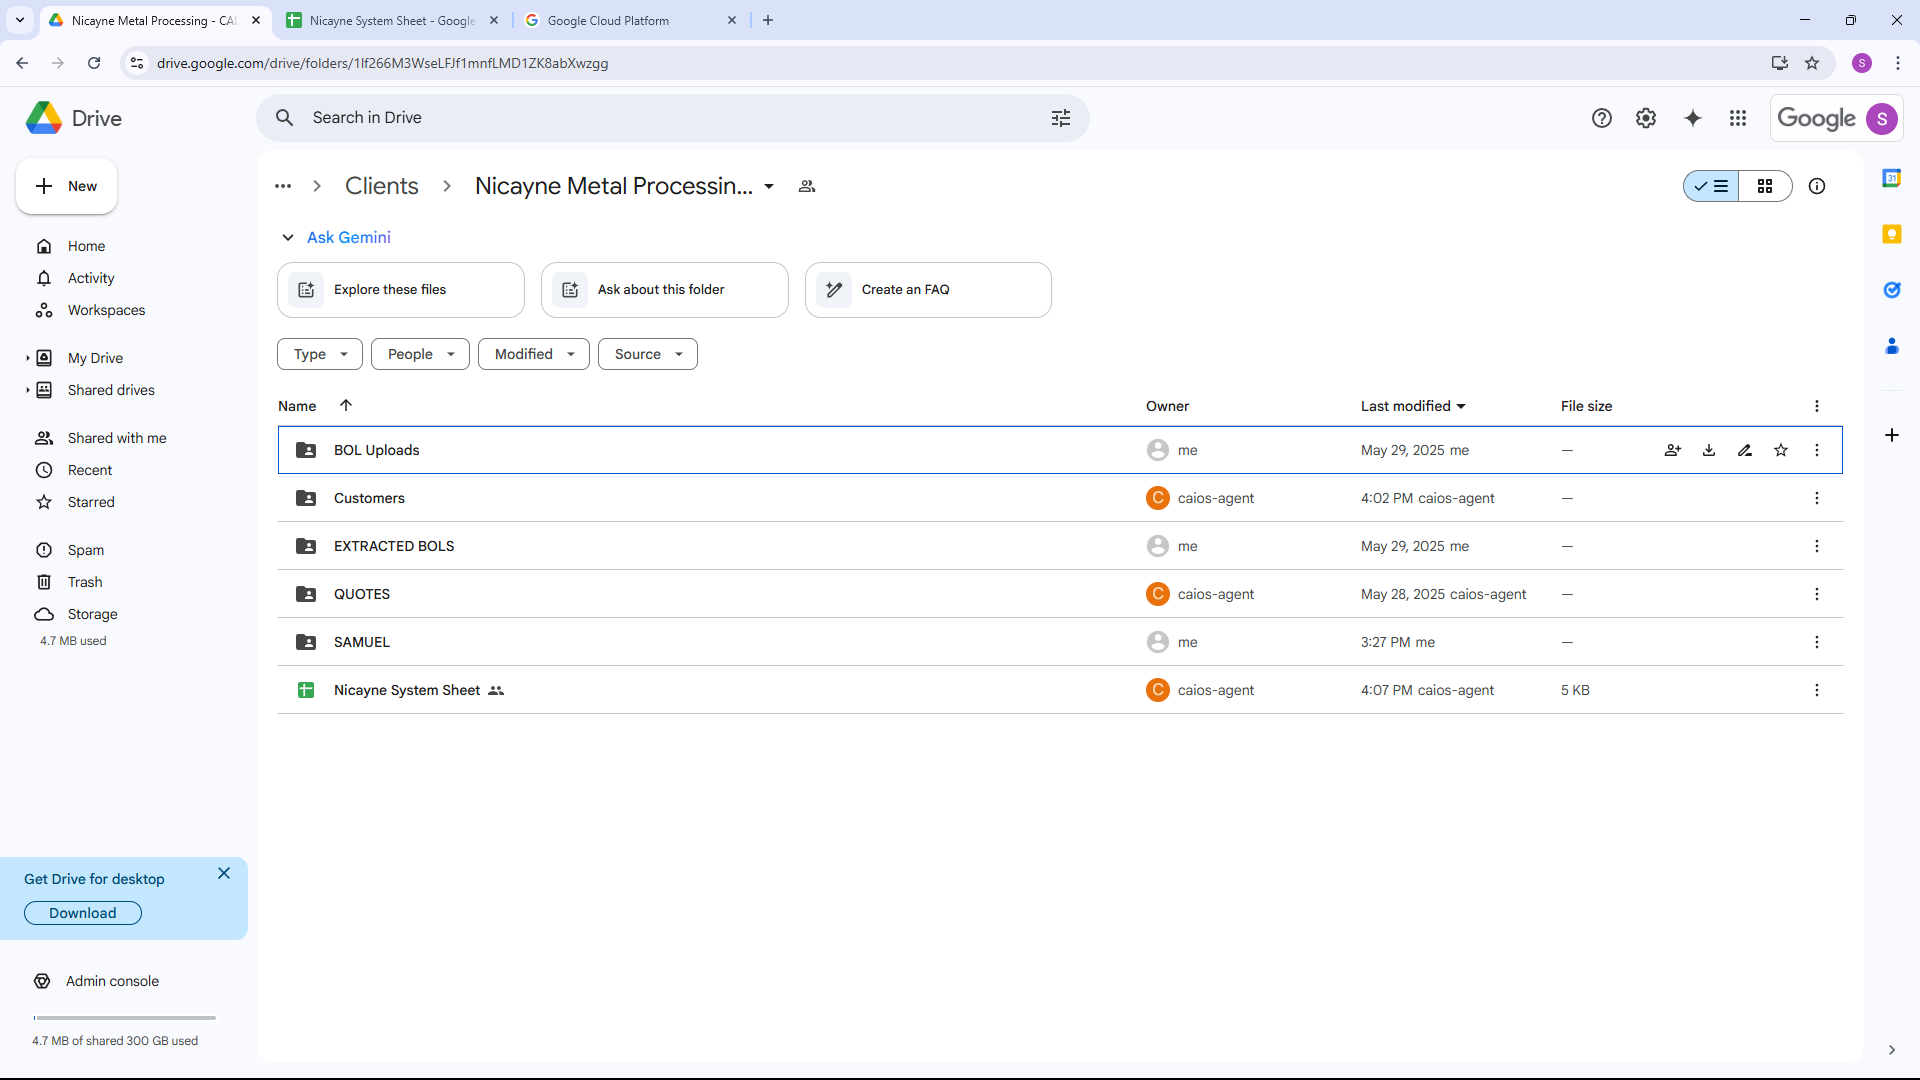 Nicayne Metal Processing - CAI
Nicayne System Sheet - Google
Google Cloud Platform
drive.google.com/drive/folders/1lf266M3WseLFJf1mnfLMD1ZK8abXwzgg
S
Drive
Search in Drive
Google
S
New
... > Clients > Nicayne Metal Processin...
31
Ask Gemini
Home
Activity
Workspaces
Explore these files
Ask about this folder
Create an FAQ
My Drive
Shared drives
Type
People
Modified
Source
Name
Owner
Last modified
File size
Shared with me
Recent
Starred
Spam
Trash
Storage
4.7 MB used
BOL Uploads me May 29, 2025 me —
Customers C caios-agent 4:02 PM caios-agent —
EXTRACTED BOLS me May 29, 2025 me —
QUOTES C caios-agent May 28, 2025 caios-agent —
SAMUEL me 3:27 PM me —
Nicayne System Sheet C caios-agent 4:07 PM caios-agent 5 KB
Get Drive for desktop
Download
Admin console
4.7 MB of shared 300 GB used